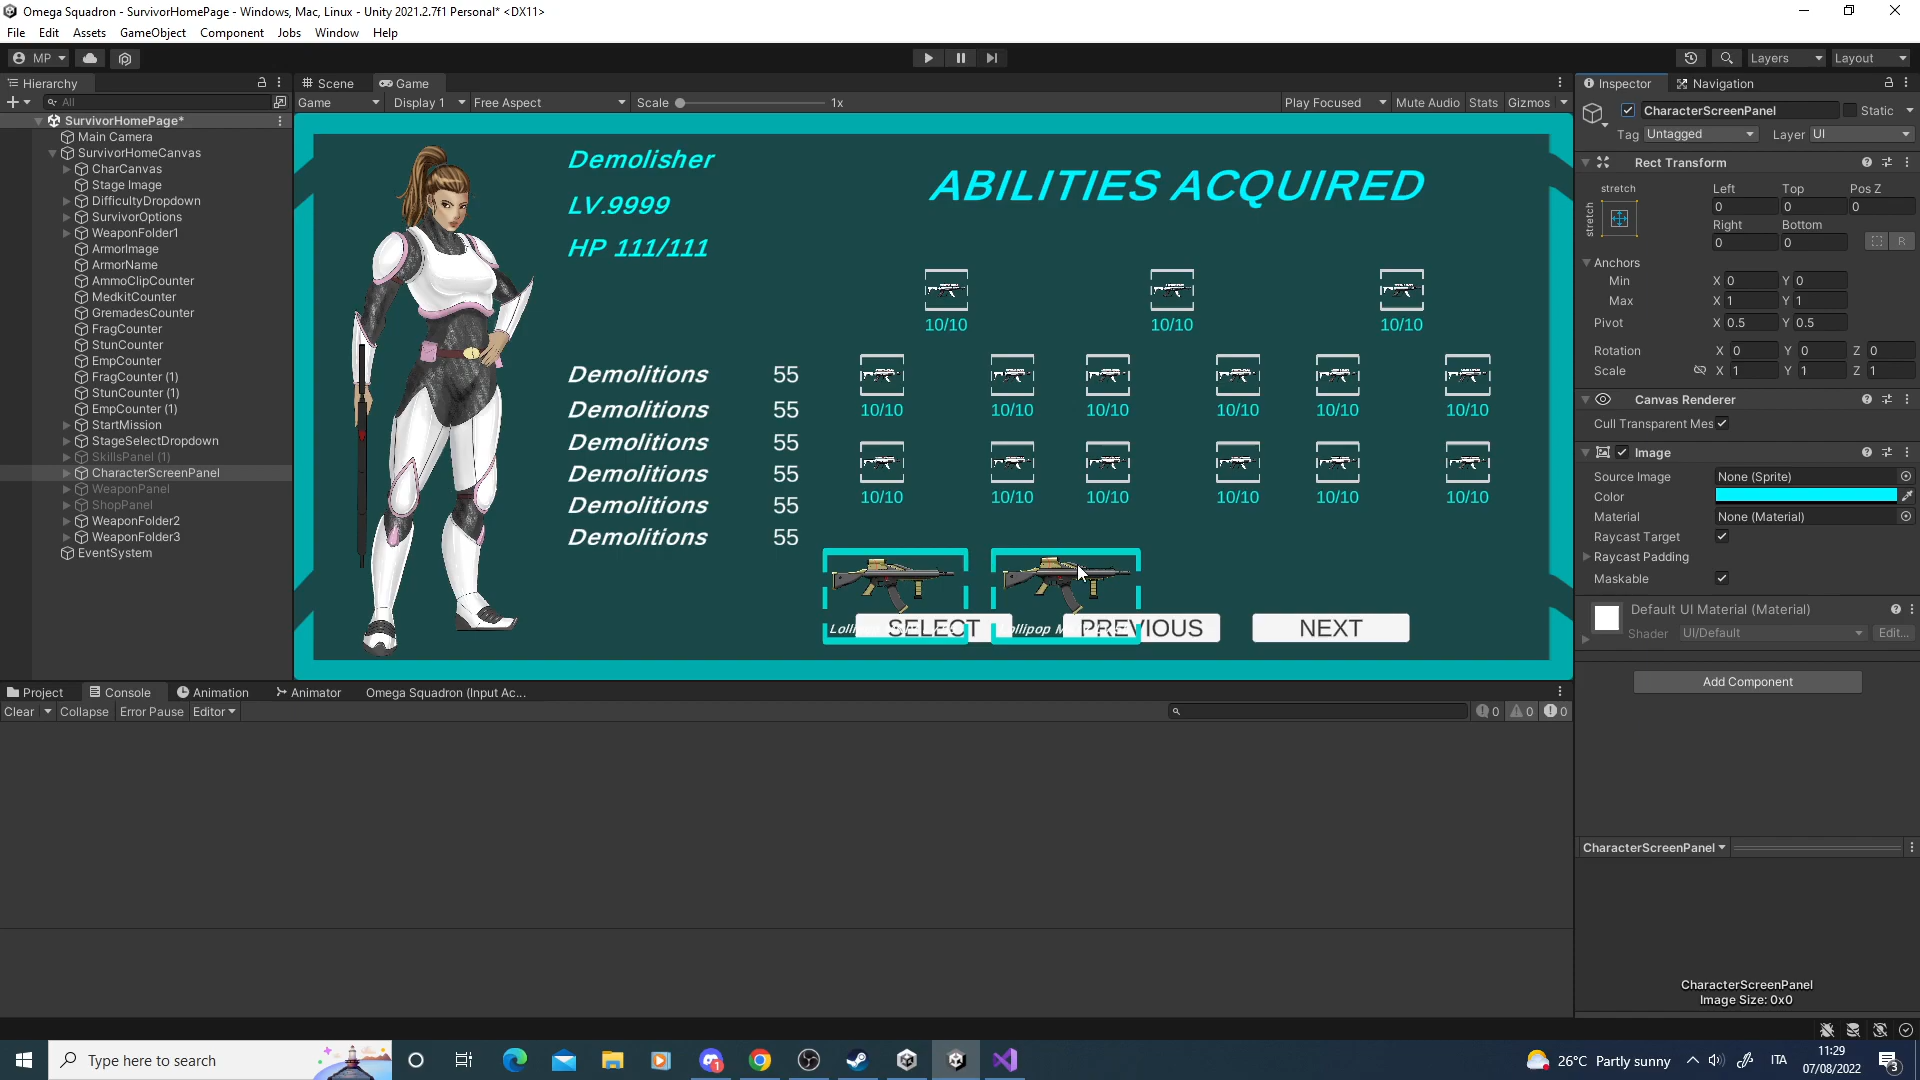 Omega Squadron - SurvivorHomePage - Windows, Mac, Linux - Unity 2021.2.7f1 Personal* <DX11>
File Edit Assets GameObject Component Jobs Window Help
MP Layers Layout
Hierarchy
All
SurvivorHomePage*
Main Camera
SurvivorHomeCanvas
CharCanvas
Stage Image
DifficultyDropdown
SurvivorOptions
WeaponFolder1
ArmorImage
ArmorName
AmmoClipCounter
MedkitCounter
GremadesCounter
FragCounter
StunCounter
EmpCounter
FragCounter (1)
StunCounter (1)
EmpCounter (1)
StartMission
StageSelectDropdown
SkillsPanel (1)
CharacterScreenPanel
WeaponPanel
ShopPanel
WeaponFolder2
WeaponFolder3
EventSystem
Scene Game
Game Display 1 Free Aspect Scale 1x Play Focused Mute Audio Stats Gizmos
Demolisher
LV.9999
HP 111/111
ABILITIES ACQUIRED
10/10 10/10 10/10
Demolitions 55
Demolitions 55
Demolitions 55
Demolitions 55
Demolitions 55
Demolitions 55
10/10 10/10 10/10 10/10 10/10 10/10
10/10 10/10 10/10 10/10 10/10 10/10
SELECT PREVIOUS NEXT
Inspector Navigation
CharacterScreenPanel Static
Tag Untagged Layer UI
Rect Transform
stretch
stretch
Left Top Pos Z
0 0 0
Right Bottom
0 0 R
Anchors
Min X 0 Y 0
Max X 1 Y 1
Pivot X 0.5 Y 0.5
Rotation X 0 Y 0 Z 0
Scale X 1 Y 1 Z 1
Canvas Renderer
Cull Transparent Mes
Image
Source Image None (Sprite)
Color
Material None (Material)
Raycast Target
Raycast Padding
Maskable
Default UI Material (Material)
Shader UI/Default Edit...
Add Component
CharacterScreenPanel
CharacterScreenPanel
Image Size: 0x0
Project Console Animation Animator Omega Squadron (Input Ac...
Clear Collapse Error Pause Editor 0 0 0
Type here to search
1
26°C Partly sunny ITA
11:29
07/08/2022
3